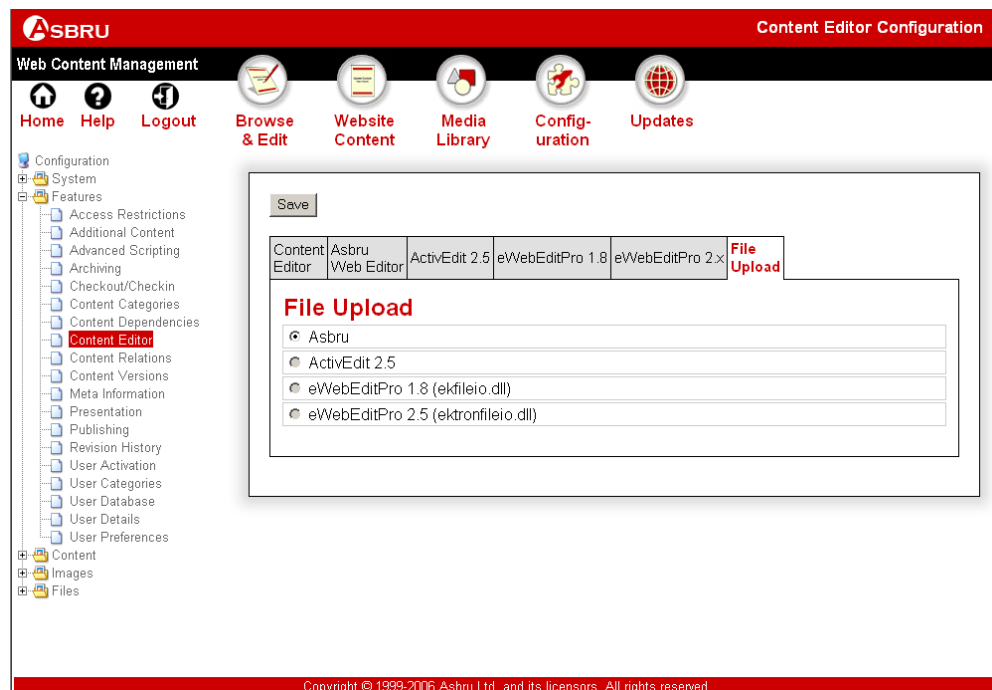 ASBRU
Content Editor Configuration
Web Content Management
Home
Help
Logout
Browse
& Edit
Website
Content
Media
Library
Config-
uration
Updates
Configuration
System
Features
Access Restrictions
Additional Content
Advanced Scripting
Archiving
Checkout/Checkin
Content Categories
Content Dependencies
Content Editor
Content Relations
Content Versions
Meta Information
Presentation
Publishing
Revision History
User Activation
User Categories
User Database
User Details
User Preferences
Content
Images
Files
Save
Content
Editor
Asbru
Web Editor
ActivEdit 2.5
eWebEditPro 1.8
eWebEditPro 2.x
File
Upload
File Upload
Asbru
ActivEdit 2.5
eWebEditPro 1.8 (ekfileio.dll)
eWebEditPro 2.5 (ektronfileio.dll)
Copyright © 1999-2006 Asbru Ltd. and its licensors. All rights reserved.